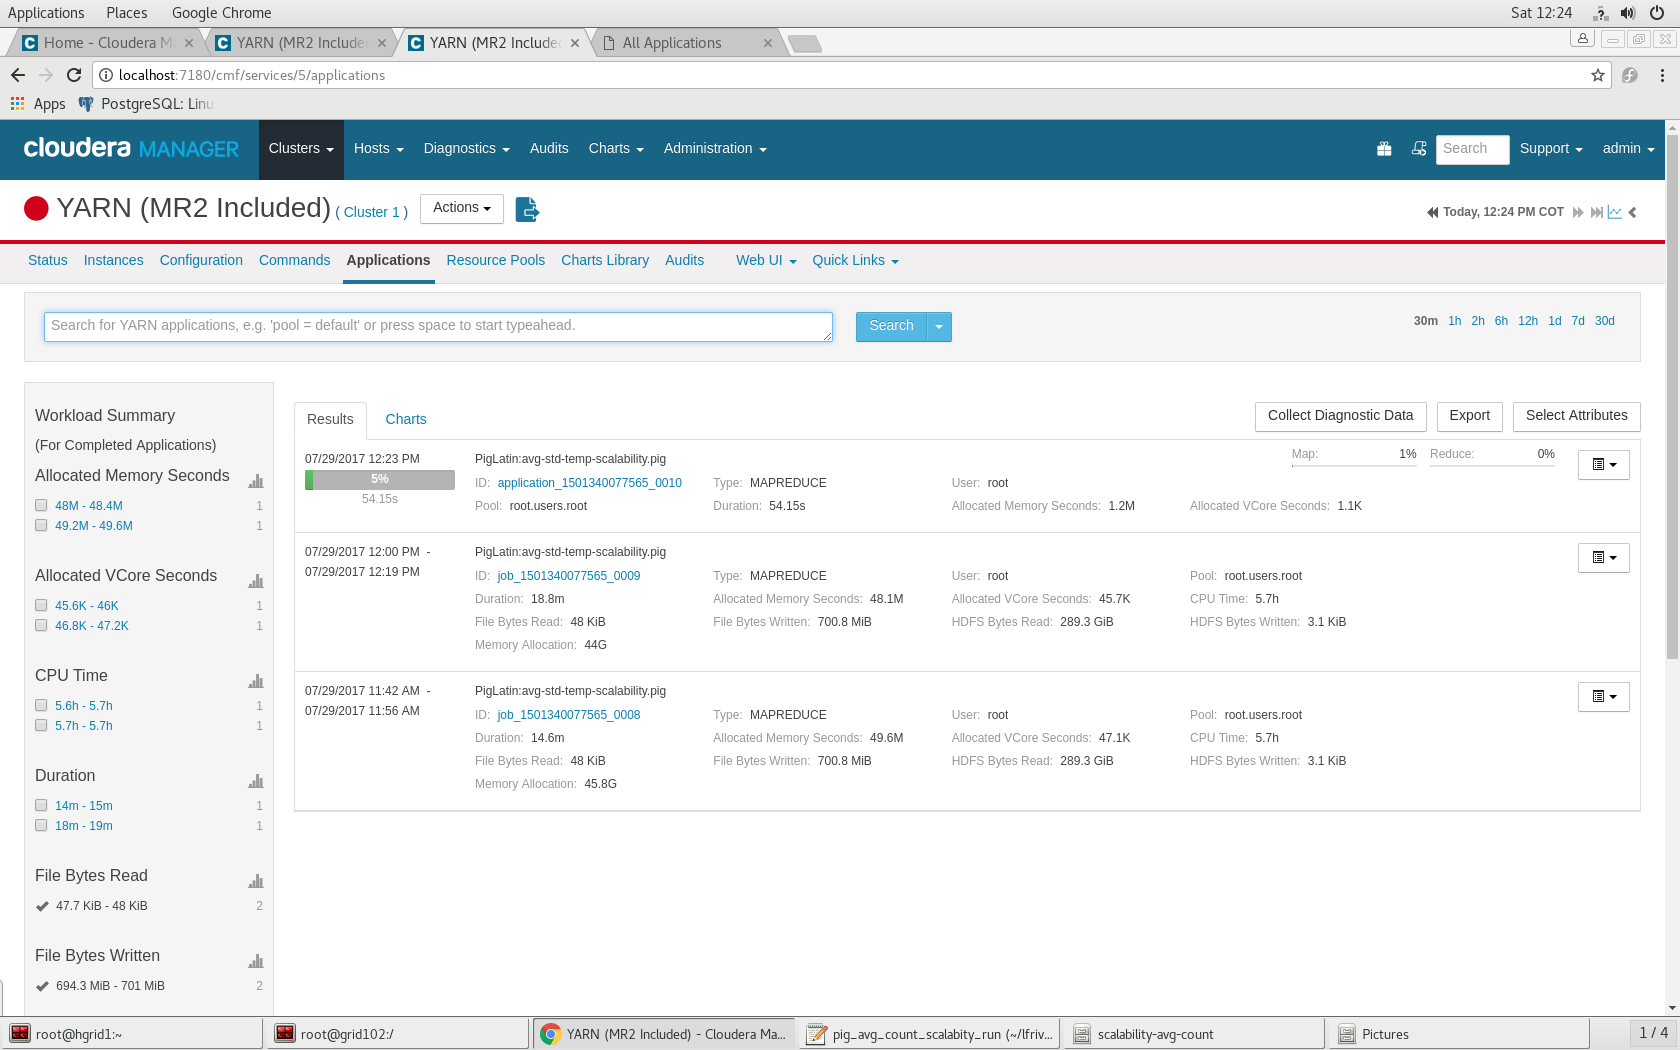 Applications Places Google Chrome Sat 12:24
Home - Cloudera M YARN (MR2 Include YARN (MR2 Include All Applications
localhost:7180/cmf/services/5/applications
Apps PostgreSQL: Linu
cloudera MANAGER Clusters Hosts Diagnostics Audits Charts Administration Search Support admin
YARN (MR2 Included) ( Cluster 1 ) Actions Today, 12:24 PM COT
Status Instances Configuration Commands Applications Resource Pools Charts Library Audits Web UI Quick Links
Search for YARN applications, e.g. 'pool = default' or press space to start typeahead. Search 30m 1h 2h 6h 12h 1d 7d 30d
Workload Summary
(For Completed Applications)
Allocated Memory Seconds
48M - 48.4M 1
49.2M - 49.6M 1
Allocated VCore Seconds
45.6K - 46K 1
46.8K - 47.2K 1
CPU Time
5.6h - 5.7h 1
5.7h - 5.7h 1
Duration
14m - 15m 1
18m - 19m 1
File Bytes Read
47.7 KiB - 48 KiB 2
File Bytes Written
694.3 MiB - 701 MiB 2
Results Charts Collect Diagnostic Data Export Select Attributes
07/29/2017 12:23 PM PigLatin:avg-std-temp-scalability.pig Map: 1% Reduce: 0%
5% ID: application_1501340077565_0010 Type: MAPREDUCE User: root
54.15s Pool: root.users.root Duration: 54.15s Allocated Memory Seconds: 1.2M Allocated VCore Seconds: 1.1K
07/29/2017 12:00 PM - PigLatin:avg-std-temp-scalability.pig
07/29/2017 12:19 PM ID: job_1501340077565_0009 Type: MAPREDUCE User: root Pool: root.users.root
Duration: 18.8m Allocated Memory Seconds: 48.1M Allocated VCore Seconds: 45.7K CPU Time: 5.7h
File Bytes Read: 48 KiB File Bytes Written: 700.8 MiB HDFS Bytes Read: 289.3 GiB HDFS Bytes Written: 3.1 KiB
Memory Allocation: 44G
07/29/2017 11:42 AM - PigLatin:avg-std-temp-scalability.pig
07/29/2017 11:56 AM ID: job_1501340077565_0008 Type: MAPREDUCE User: root Pool: root.users.root
Duration: 14.6m Allocated Memory Seconds: 49.6M Allocated VCore Seconds: 47.1K CPU Time: 5.7h
File Bytes Read: 48 KiB File Bytes Written: 700.8 MiB HDFS Bytes Read: 289.3 GiB HDFS Bytes Written: 3.1 KiB
Memory Allocation: 45.8G
root@hgrid1:~ root@grid102:/ YARN (MR2 Included) - Cloudera Ma... pig_avg_count_scalabity_run (~/lfriv... scalability-avg-count Pictures 1 / 4